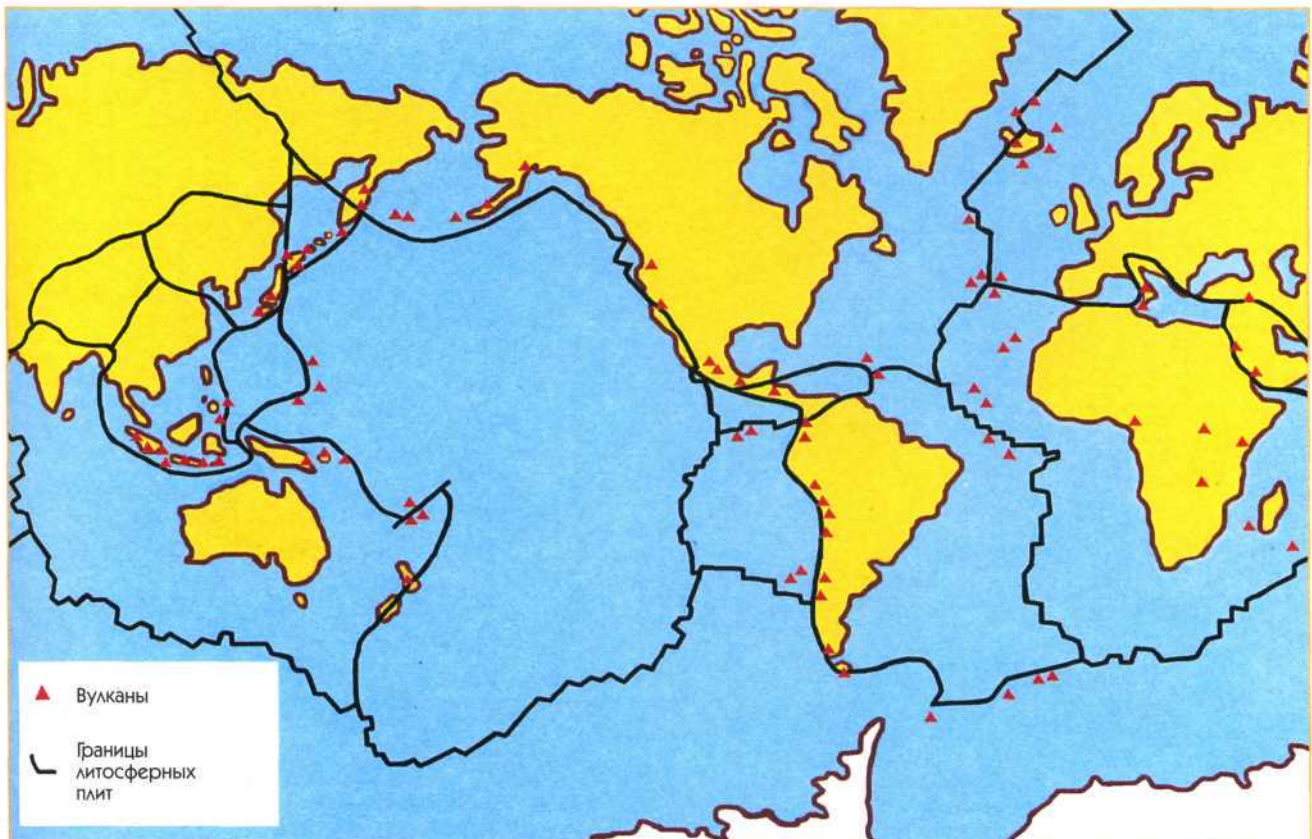 Вулканы
Границы
литосферных
плит